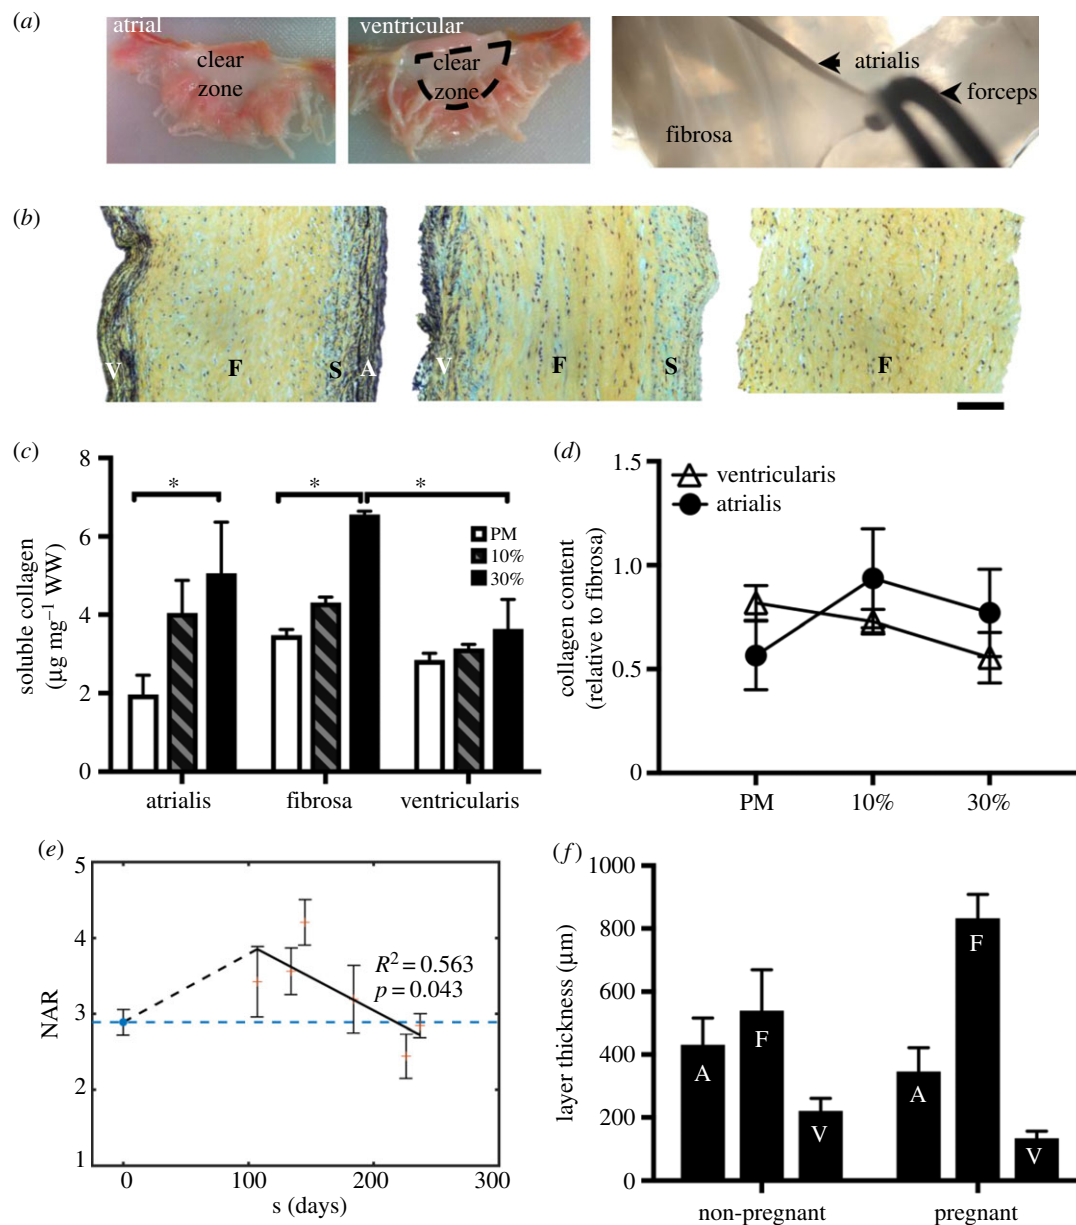 (a)
atrial
clear
zone
ventricular
clear
zone
atrialis
forceps
fibrosa
(b)
V
F
S
A
V
F
S
F
(c)
8
6
4
2
0
soluble collagen
(µg mg⁻¹ WW)
*
*
*
PM
10%
30%
atrialis
fibrosa
ventricularis
(d)
1.5
1.0
0.5
0
collagen content
(relative to fibrosa)
ventricularis
atrialis
PM
10%
30%
(e)
5
4
3
2
1
NAR
R² = 0.563
p = 0.043
0
100
200
300
s (days)
(f)
1000
800
600
400
200
0
layer thickness (µm)
A
F
V
A
F
V
non-pregnant
pregnant